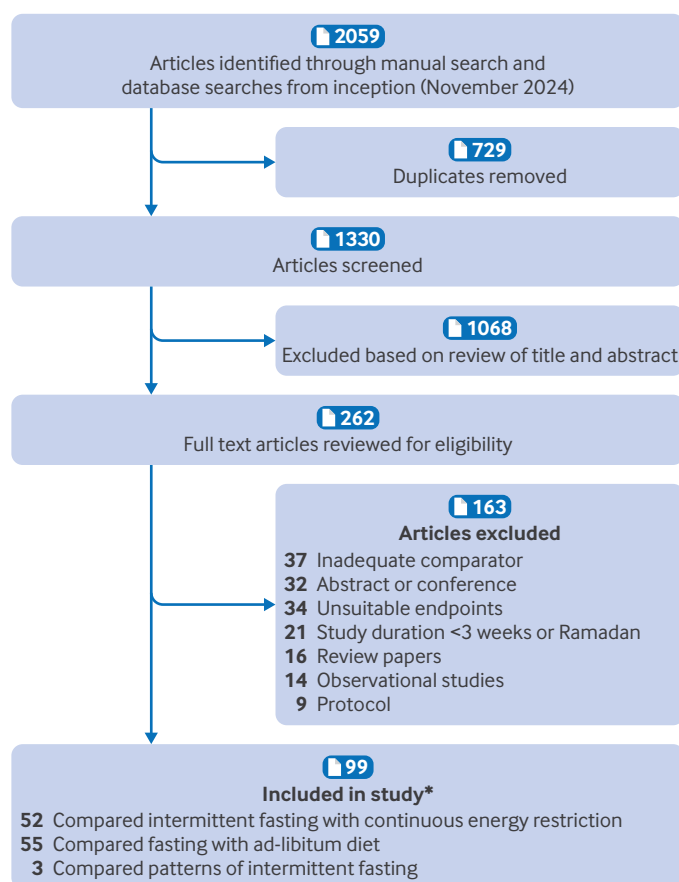 2059
Articles identified through manual search and
database searches from inception (November 2024)
729
Duplicates removed
1330
Articles screened
1068
Excluded based on review of title and abstract
262
Full text articles reviewed for eligibility
163
Articles excluded
37 Inadequate comparator
32 Abstract or conference
34 Unsuitable endpoints
21 Study duration <3 weeks or Ramadan
16 Review papers
14 Observational studies
9 Protocol
99
Included in study*
52 Compared intermittent fasting with continuous energy restriction
55 Compared fasting with ad-libitum diet
3 Compared patterns of intermittent fasting